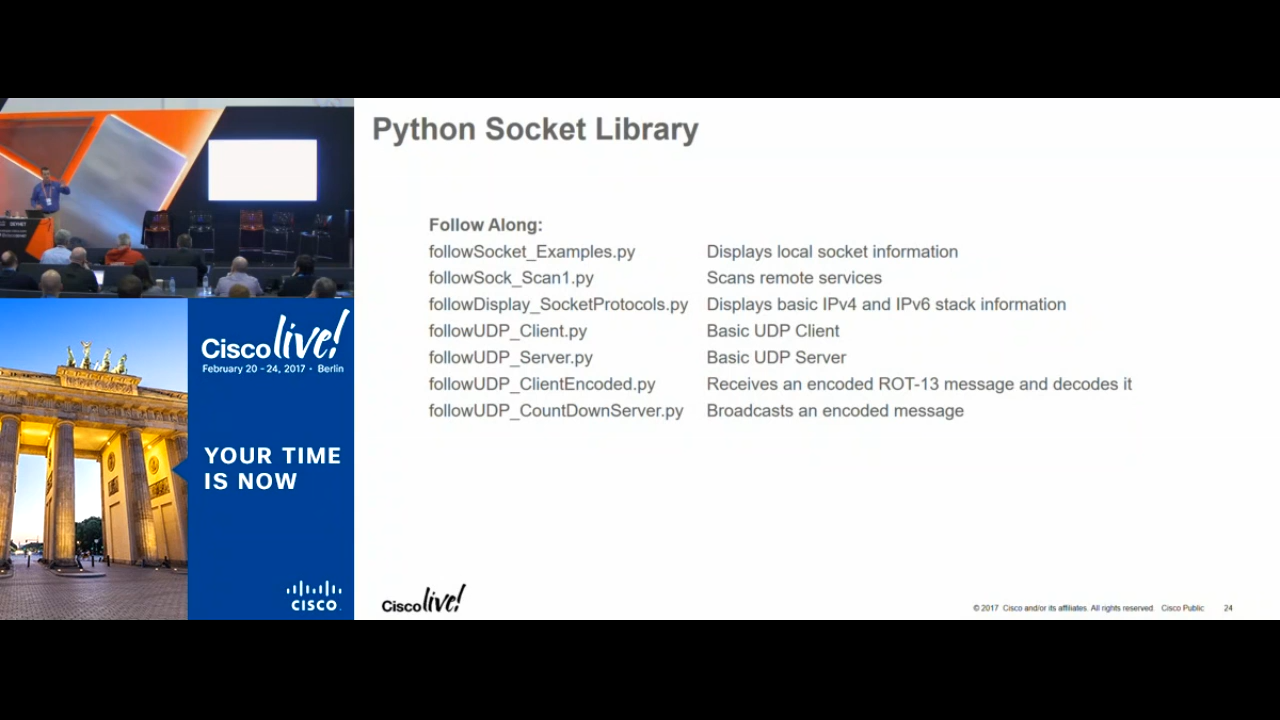 Python Socket Library
Follow Along:
followSocket_Examples.py Displays local socket information
followSock_Scan1.py Scans remote services
followDisplay_SocketProtocols.py Displays basic IPv4 and IPv6 stack information
followUDP_Client.py Basic UDP Client
followUDP_Server.py Basic UDP Server
followUDP_ClientEncoded.py Receives an encoded ROT-13 message and decodes it
followUDP_CountDownServer.py Broadcasts an encoded message
Cisco live!
February 20 - 24, 2017 • Berlin
YOUR TIME
IS NOW
CISCO.
Cisco live!
© 2017 Cisco and/or its affiliates. All rights reserved. Cisco Public 24